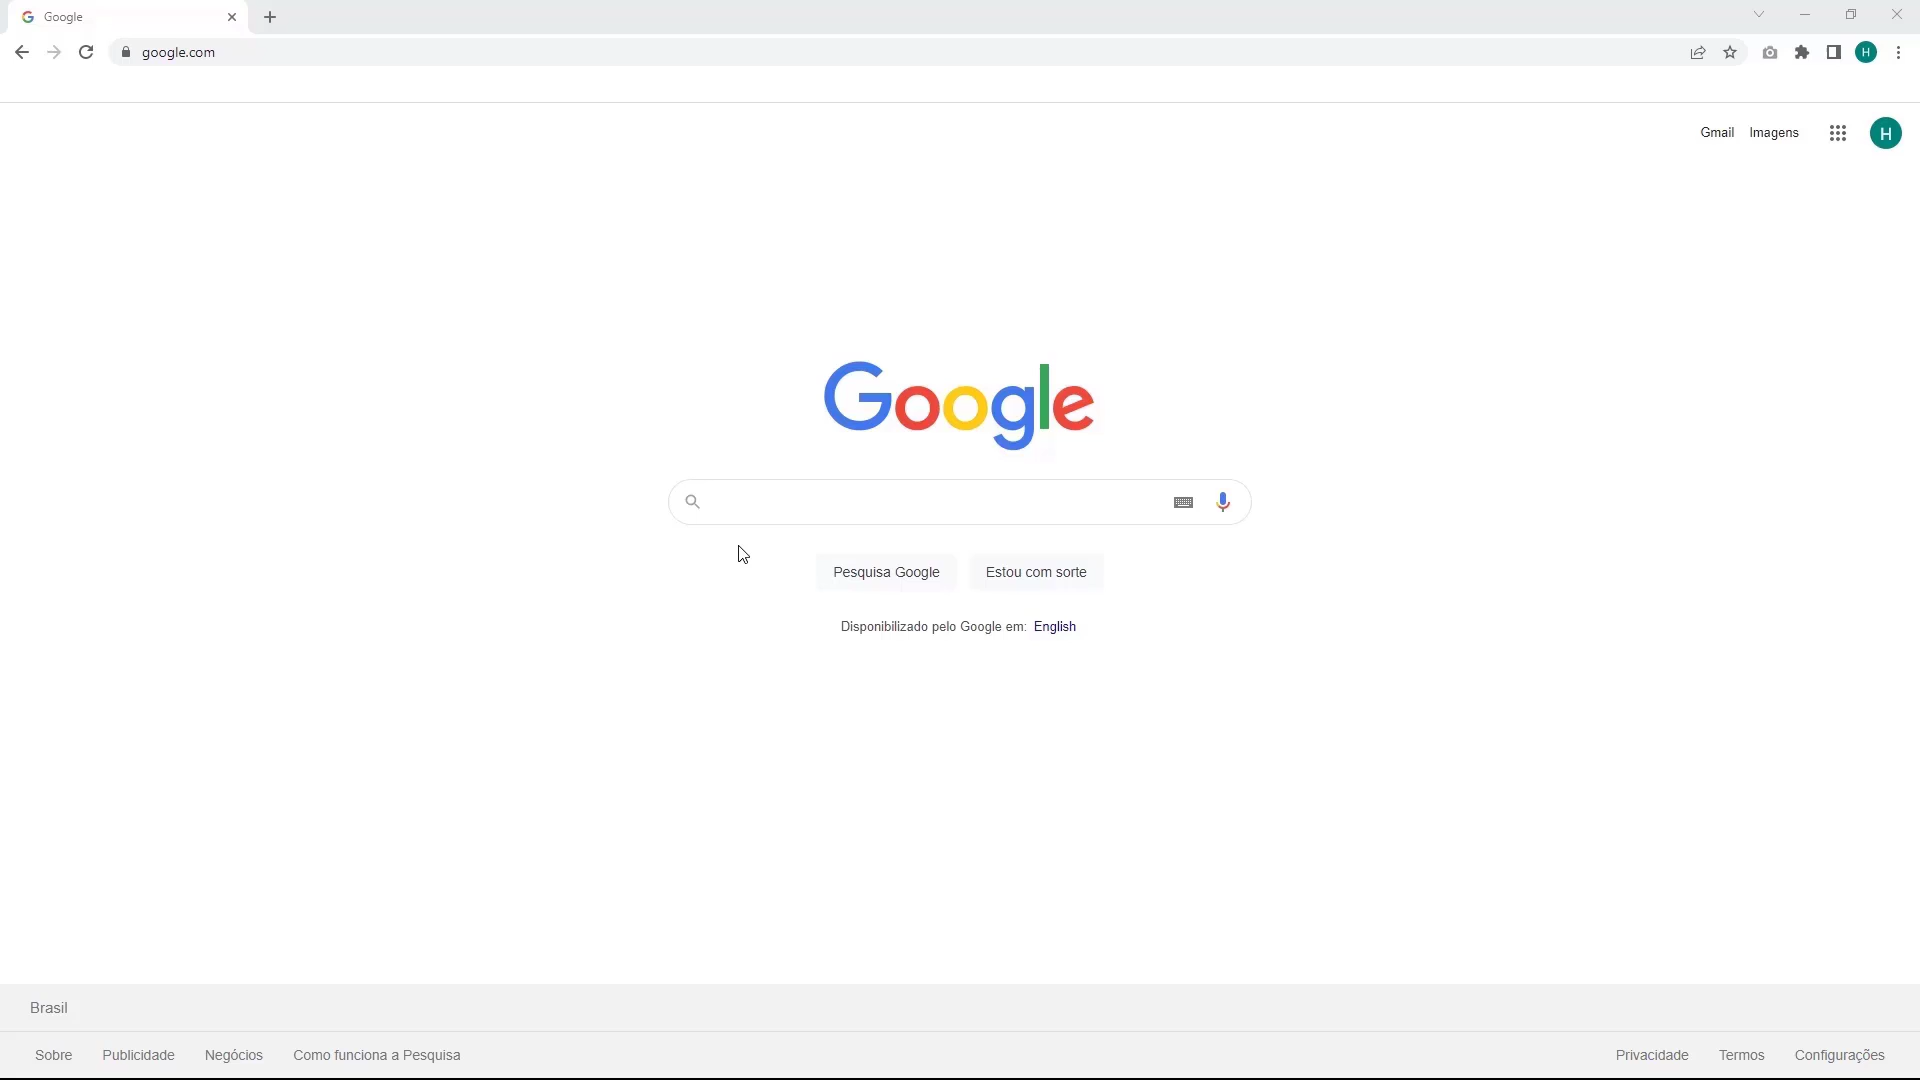 Google
google.com
H
Gmail Imagens
H
Google
Pesquisa Google Estou com sorte
Disponibilizado pelo Google em: English
Brasil
Sobre Publicidade Negócios Como funciona a Pesquisa Privacidade Termos Configurações